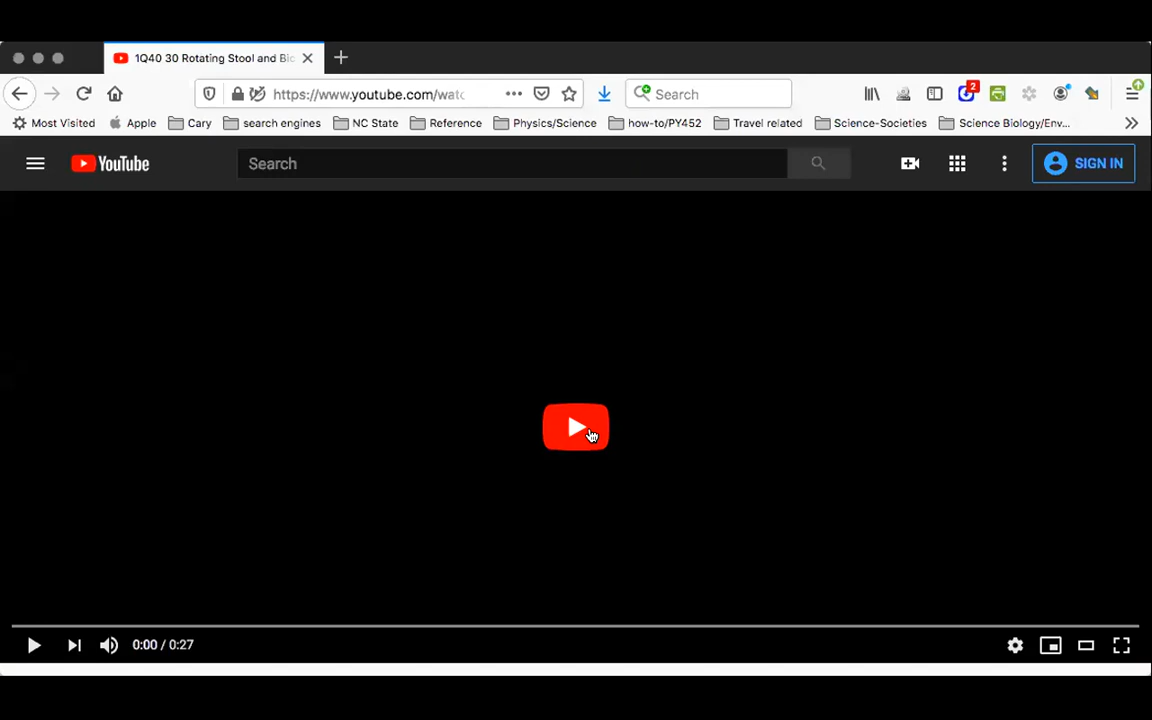 1Q40 30 Rotating Stool and Bic
https://www.youtube.com/watc
Search
2
Most Visited Apple Cary search engines NC State Reference Physics/Science how-to/PY452 Travel related Science-Societies Science Biology/Env...
YouTube
Search
SIGN IN
0:00 / 0:27